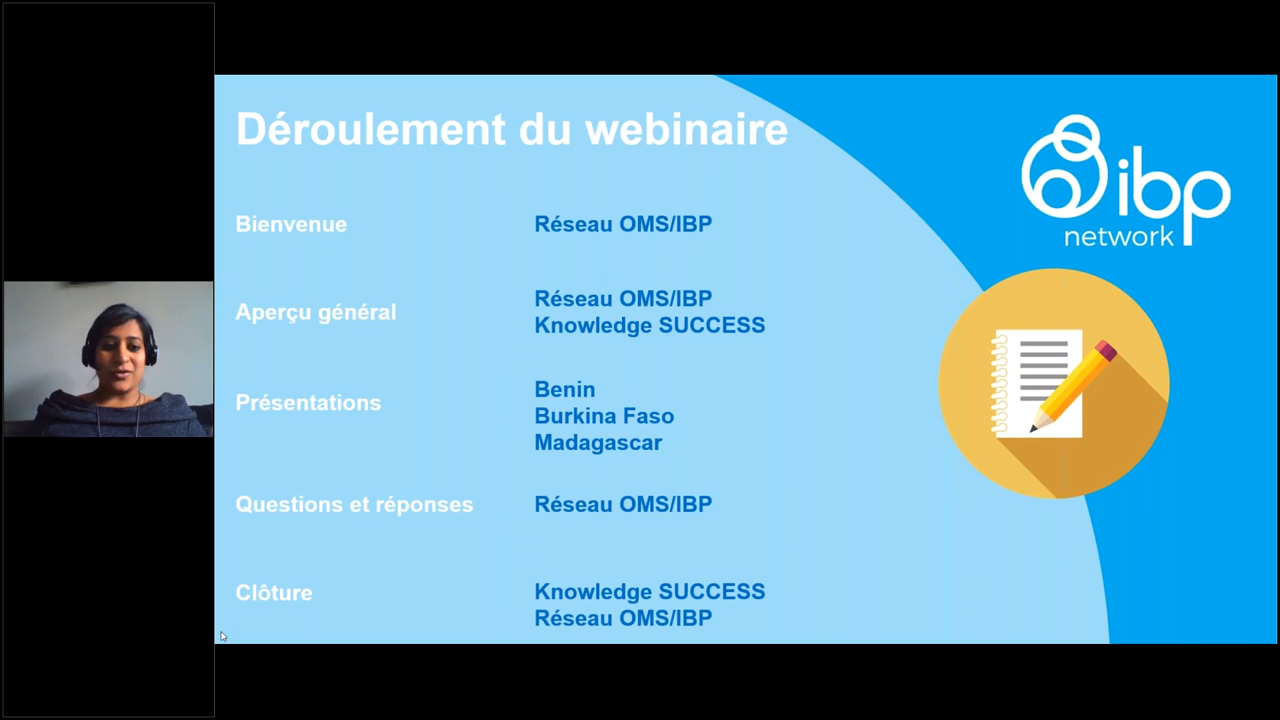 Déroulement du webinaire
ibp
network
Bienvenue
Réseau OMS/IBP
Aperçu général
Réseau OMS/IBP
Knowledge SUCCESS
Présentations
Benin
Burkina Faso
Madagascar
Questions et réponses
Réseau OMS/IBP
Clôture
Knowledge SUCCESS
Réseau OMS/IBP